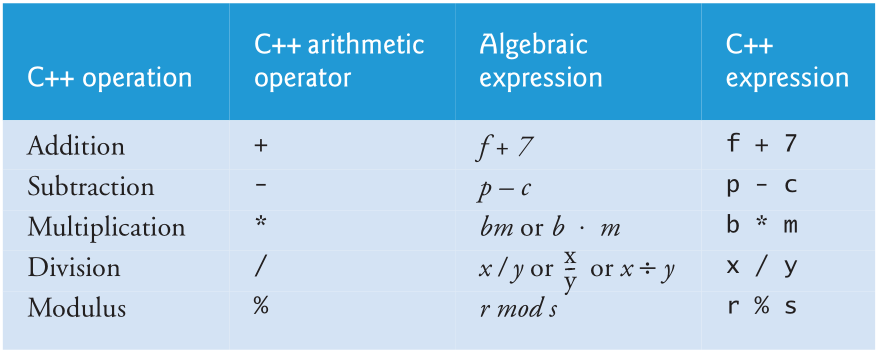 C++ operation C++ arithmetic operator Algebraic expression C++ expression
Addition + f + 7 f + 7
Subtraction - p – c p - c
Multiplication * bm or b · m b * m
Division / x / y or x/y or x ÷ y x / y
Modulus % r mod s r % s